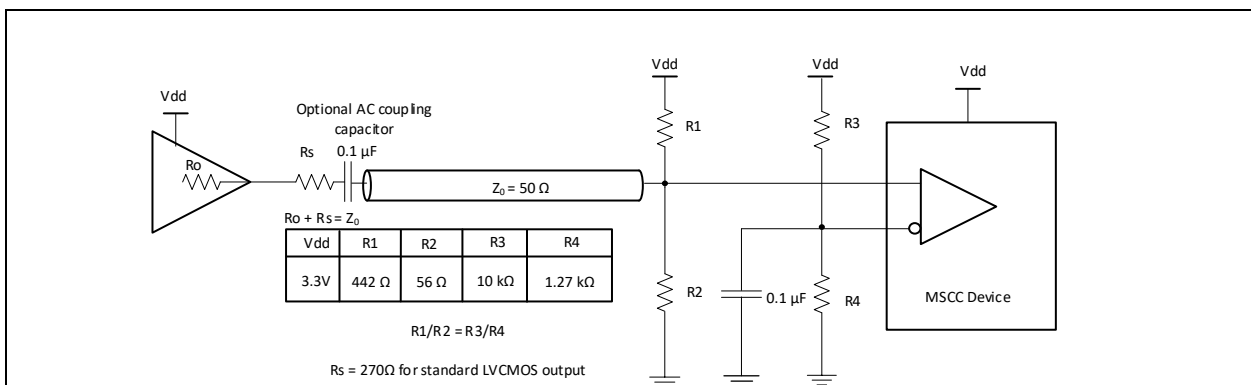 Vdd
Vdd
Vdd
Vdd
Optional AC coupling
capacitor
R1
R3
Rs
0.1 µF
Ro
Z₀ = 50 Ω
Ro + Rs = Z₀
Vdd R1 R2 R3 R4
3.3V 442 Ω 56 Ω 10 kΩ 1.27 kΩ
R2
0.1 µF
R4
MSCC Device
R1/R2 = R3/R4
Rs = 270Ω for standard LVCMOS output